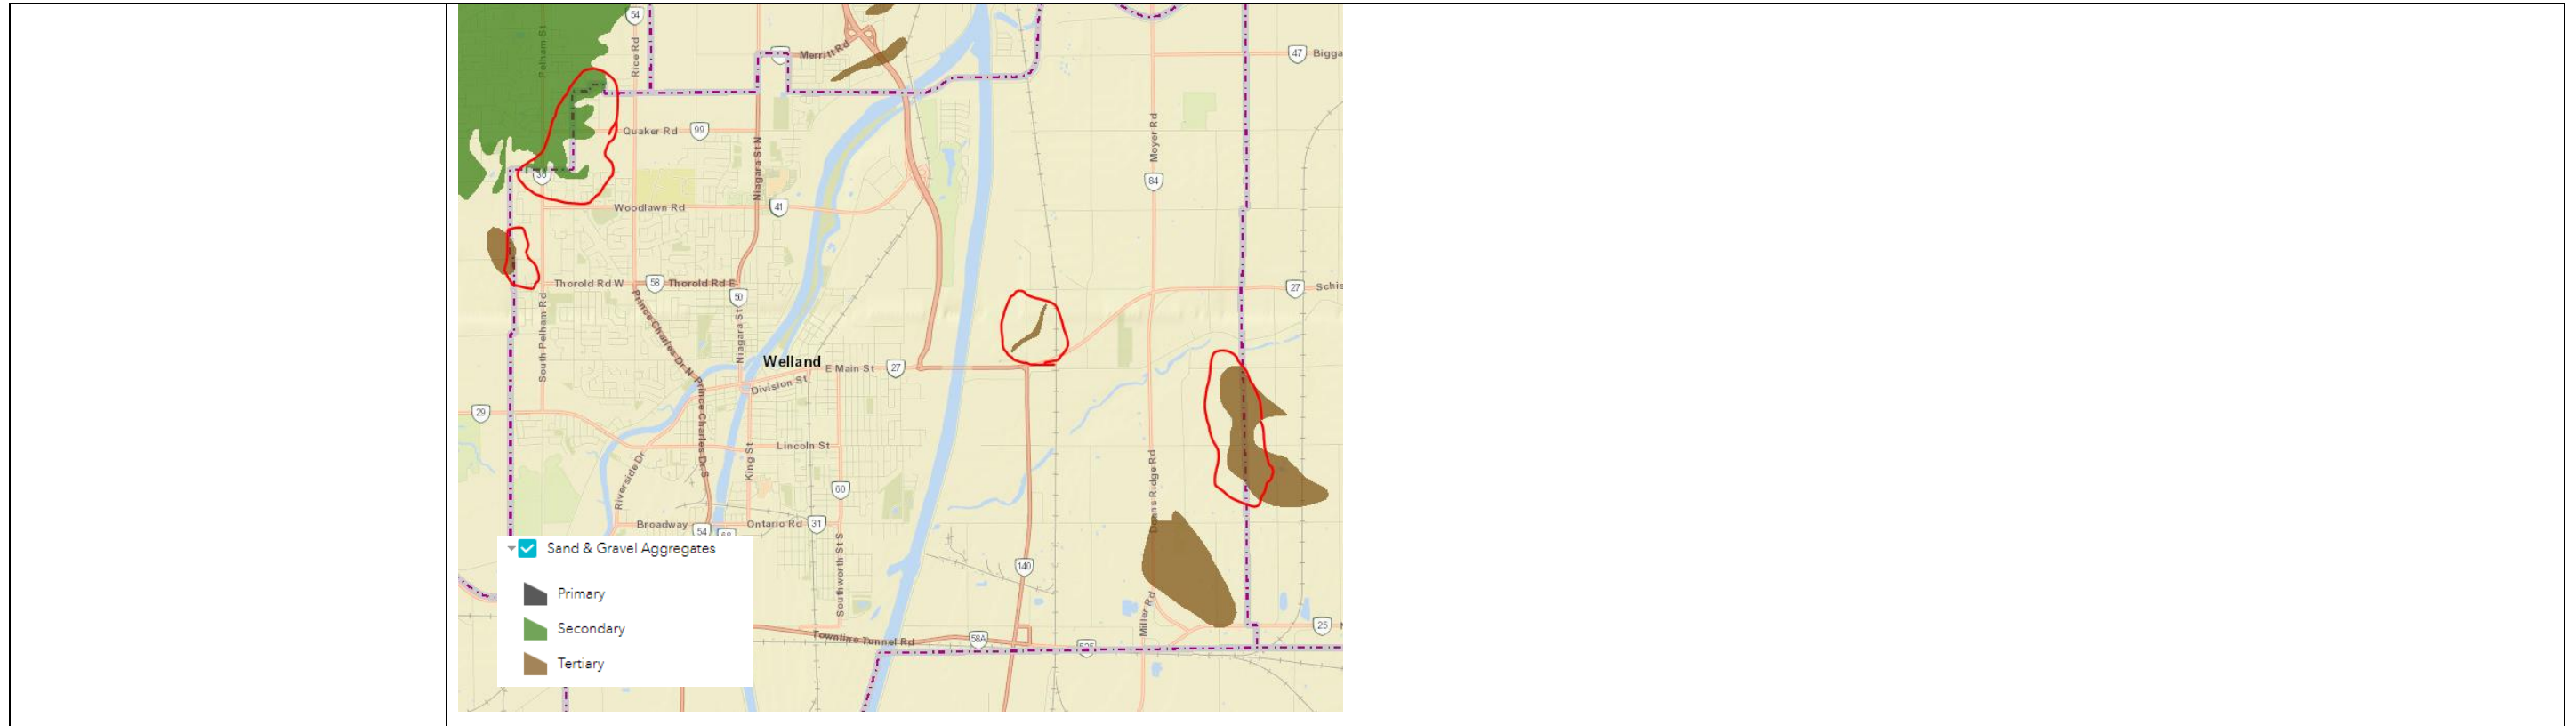 54
Pelham St
Rice Rd
Merritt Rd
47 Bigga
Quaker Rd 99
Niagara St N
Moyer Rd
84
36
Woodlawn Rd
41
Thorold Rd W 58 Thorold Rd E
50
27 Schis
South Pelham Rd
Prince Charles Dr N
Niagara St
Welland
E Main St 27
Division St
29
Prince Charles Dr S
Lincoln St
King St
Riverside Dr
60
Broadway 54
Ontario Rd 31
Southworth St S
140
Miller Rd
Townline Tunnel Rd 58A
25
Sand & Gravel Aggregates
Primary
Secondary
Tertiary